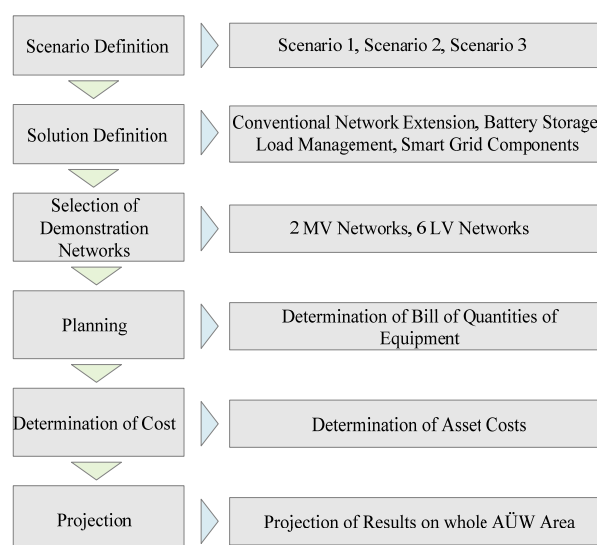 Scenario Definition
Scenario 1, Scenario 2, Scenario 3
Solution Definition
Conventional Network Extension, Battery Storage
Load Management, Smart Grid Components
Selection of
Demonstration
Networks
2 MV Networks, 6 LV Networks
Planning
Determination of Bill of Quantities of
Equipment
Determination of Cost
Determination of Asset Costs
Projection
Projection of Results on whole AÜW Area